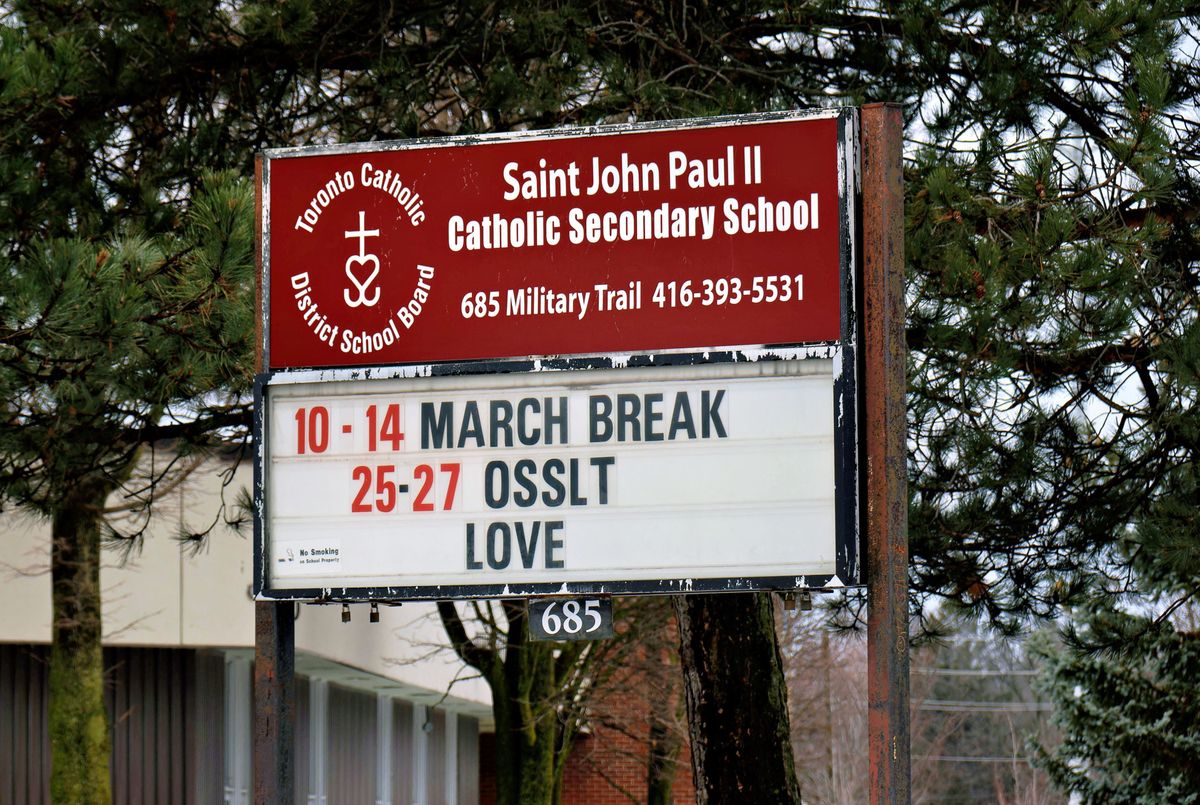 Toronto Catholic
District School Board
Saint John Paul II
Catholic Secondary School
685 Military Trail 416-393-5531
10 - 14 MARCH BREAK
25-27 OSSLT
LOVE
No Smoking
on School Property
685